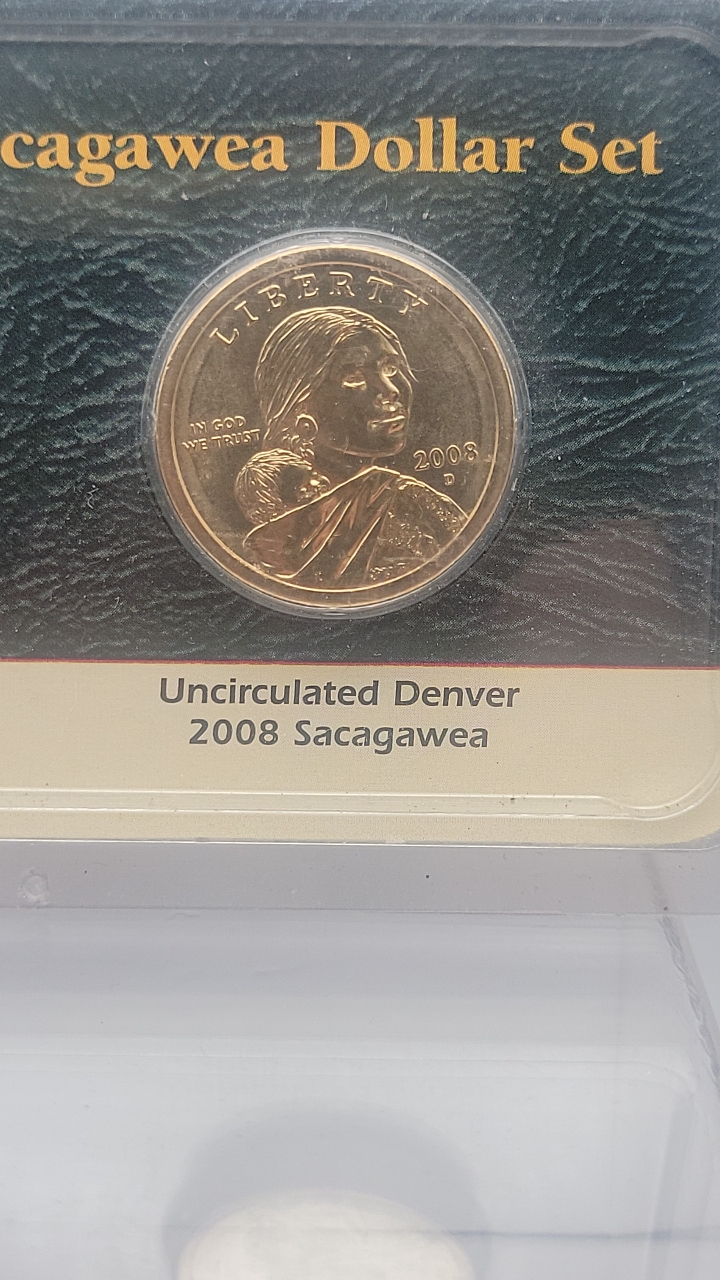 cagawea Dollar Set
LIBERTY
IN GOD
WE TRUST
2008
D
Uncirculated Denver
2008 Sacagawea